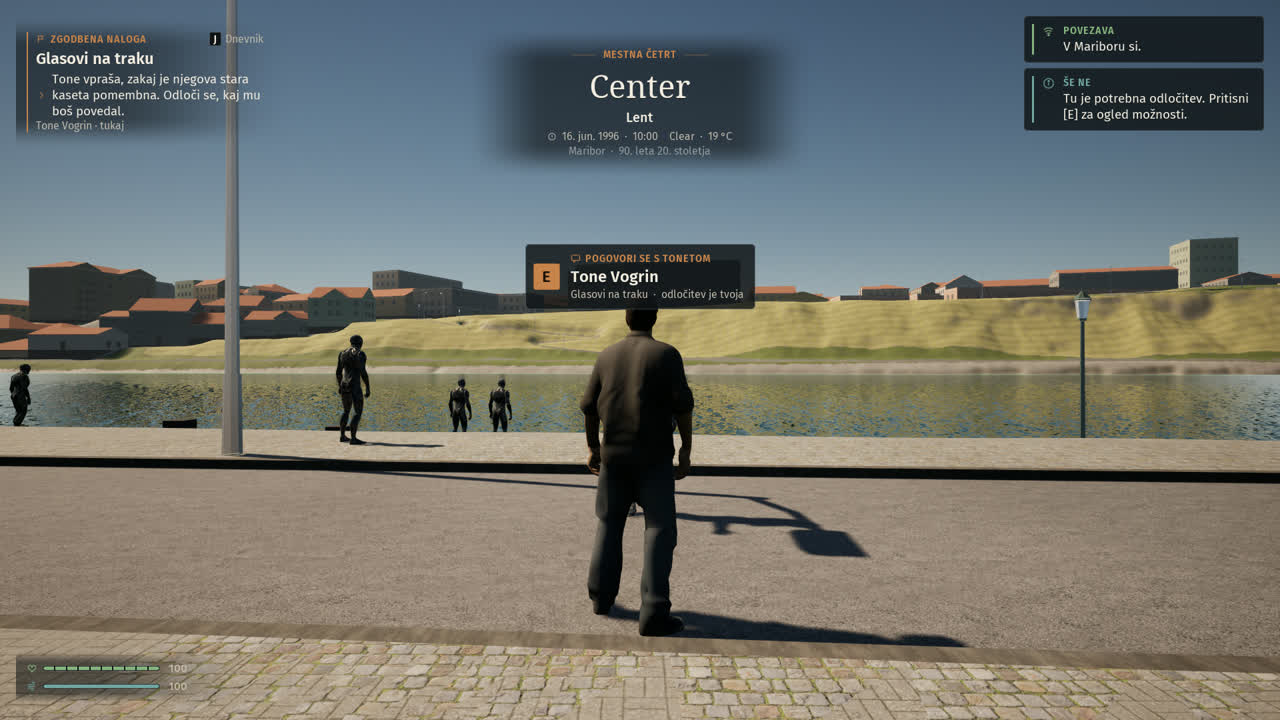 ZGODBENA NALOGA
J Dnevnik
Glasovi na traku
Tone vpraša, zakaj je njegova stara
kaseta pomembna. Odloči se, kaj mu
boš povedal.
Tone Vogrin · tukaj
MESTNA ČETRT
Center
Lent
16. jun. 1996 · 10:00 Clear · 19 °C
Maribor · 90. leta 20. stoletja
POVEZAVA
V Mariboru si.
ŠE NE
Tu je potrebna odločitev. Pritisni
[E] za ogled možnosti.
E
POGOVORI SE S TONETOM
Tone Vogrin
Glasovi na traku · odločitev je tvoja
100
100